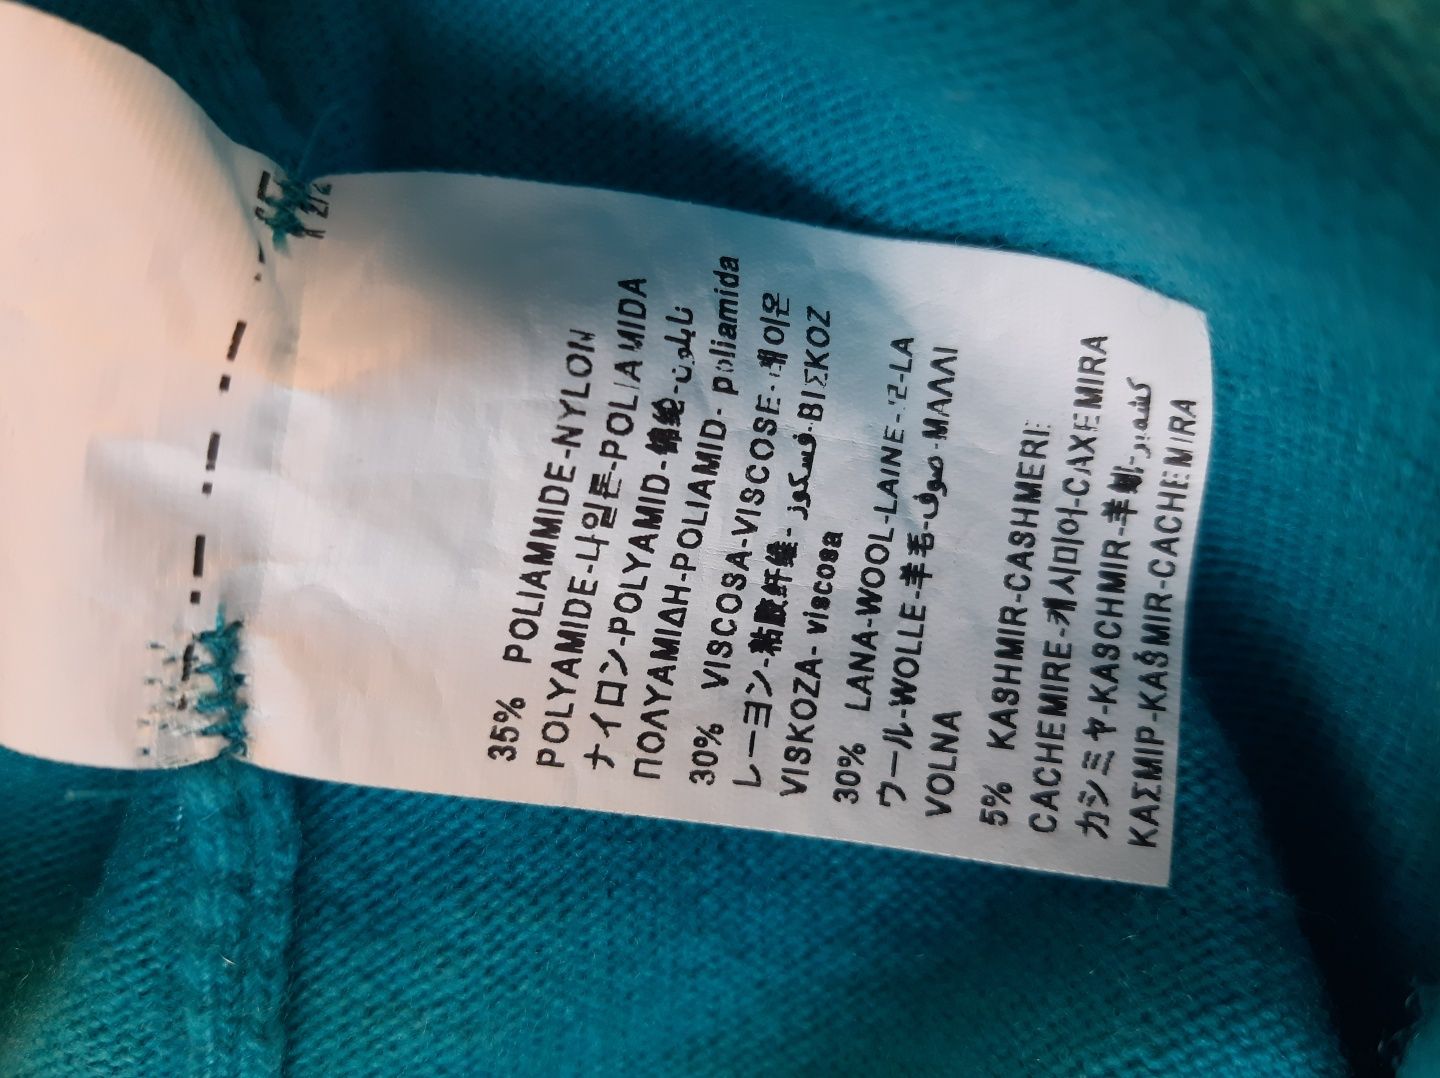 35% POLIAMMIDE-NYLON
POLYAMIDE-나일론-POLIAMIDA
ナイロン-POLYAMID-锦纶-نايلون
ΠΟΛΥΑΜΙΔΗ-POLIAMID- poliamida
30% VISCOSA-VISCOSE-레이온
レーヨン-粘胶纤维-فسكوز-ΒΙΣΚΟΖ
VISKOZA- viscosa
30% LANA-WOOL-LAINE- -LA
ウール-WOLLE-羊毛-صوف-ΜΑΛΛΙ
VOLNA
5% KASHMIR-CASHMERE
CACHEMIRE-캐시미어-CAXEMIRA
カシミヤ-KASCHMIR-羊绒-كشمير
ΚΑΣΜΙΡ-KAŠMIR-CACHEMIRA